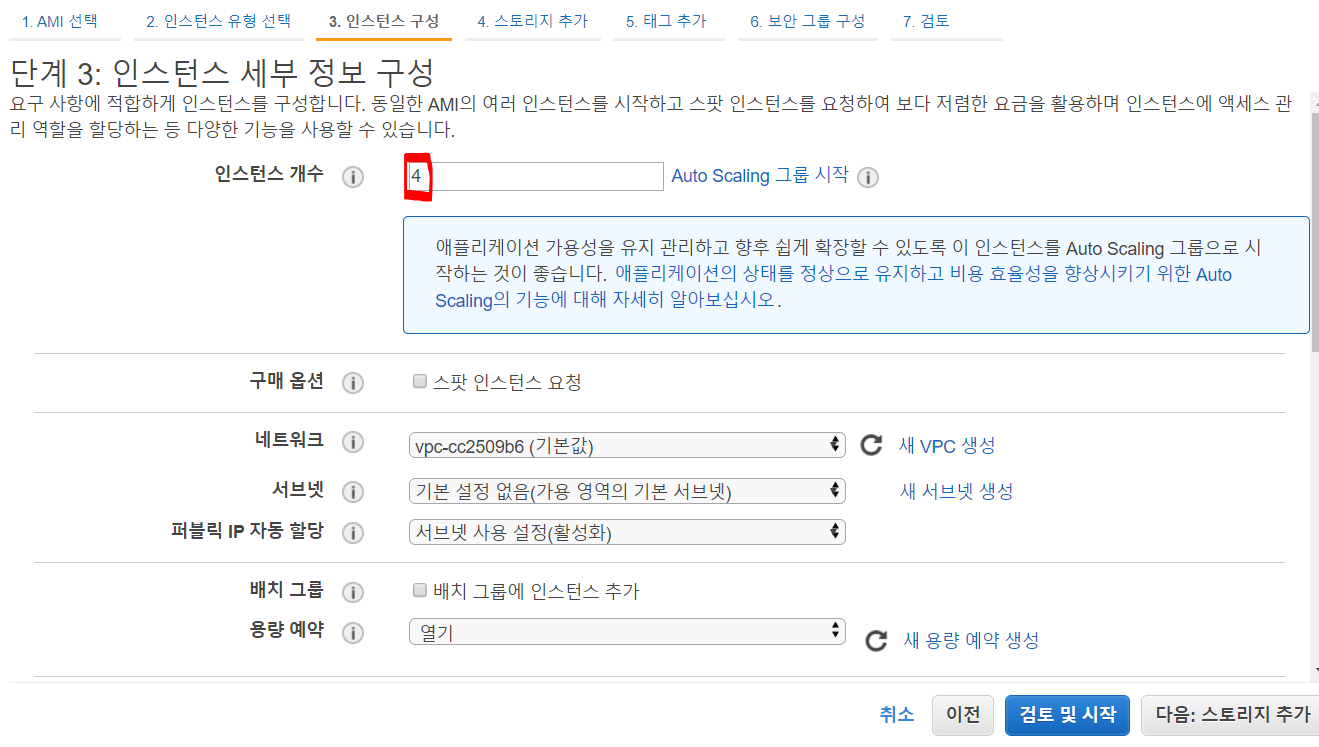 1. AMI 선택 2. 인스턴스 유형 선택 3. 인스턴스 구성 4. 스토리지 추가 5. 태그 추가 6. 보안 그룹 구성 7. 검토
단계 3: 인스턴스 세부 정보 구성
요구 사항에 적합하게 인스턴스를 구성합니다. 동일한 AMI의 여러 인스턴스를 시작하고 스팟 인스턴스를 요청하여 보다 저렴한 요금을 활용하며 인스턴스에 액세스 관
리 역할을 할당하는 등 다양한 기능을 사용할 수 있습니다.
인스턴스 개수 i 4 Auto Scaling 그룹 시작 i
애플리케이션 가용성을 유지 관리하고 향후 쉽게 확장할 수 있도록 이 인스턴스를 Auto Scaling 그룹으로 시
작하는 것이 좋습니다. 애플리케이션의 상태를 정상으로 유지하고 비용 효율성을 향상시키기 위한 Auto
Scaling의 기능에 대해 자세히 알아보십시오.
구매 옵션 i 스팟 인스턴스 요청
네트워크 i vpc-cc2509b6 (기본값) 새 VPC 생성
서브넷 i 기본 설정 없음(가용 영역의 기본 서브넷) 새 서브넷 생성
퍼블릭 IP 자동 할당 i 서브넷 사용 설정(활성화)
배치 그룹 i 배치 그룹에 인스턴스 추가
용량 예약 i 열기 새 용량 예약 생성
취소 이전 검토 및 시작 다음: 스토리지 추가